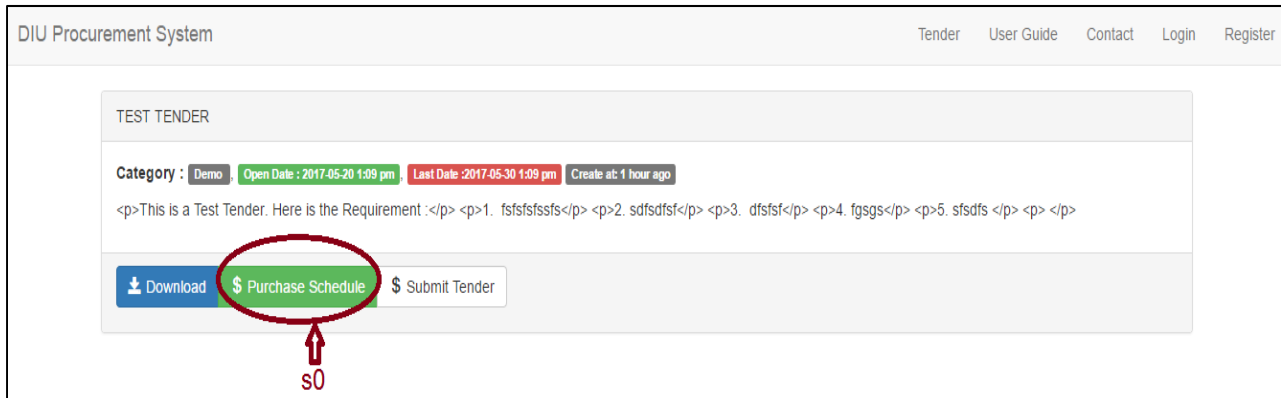 DIU Procurement System Tender User Guide Contact Login Register
TEST TENDER
Category : Demo , Open Date : 2017-05-20 1:09 pm , Last Date :2017-05-30 1:09 pm Create at: 1 hour ago
<p>This is a Test Tender. Here is the Requirement :</p> <p>1. fsfsfsfssfs</p> <p>2. sdfsdfsf</p> <p>3. dfsfsf</p> <p>4. fgsgs</p> <p>5. sfsdfs </p> <p> </p>
Download $ Purchase Schedule $ Submit Tender
s0